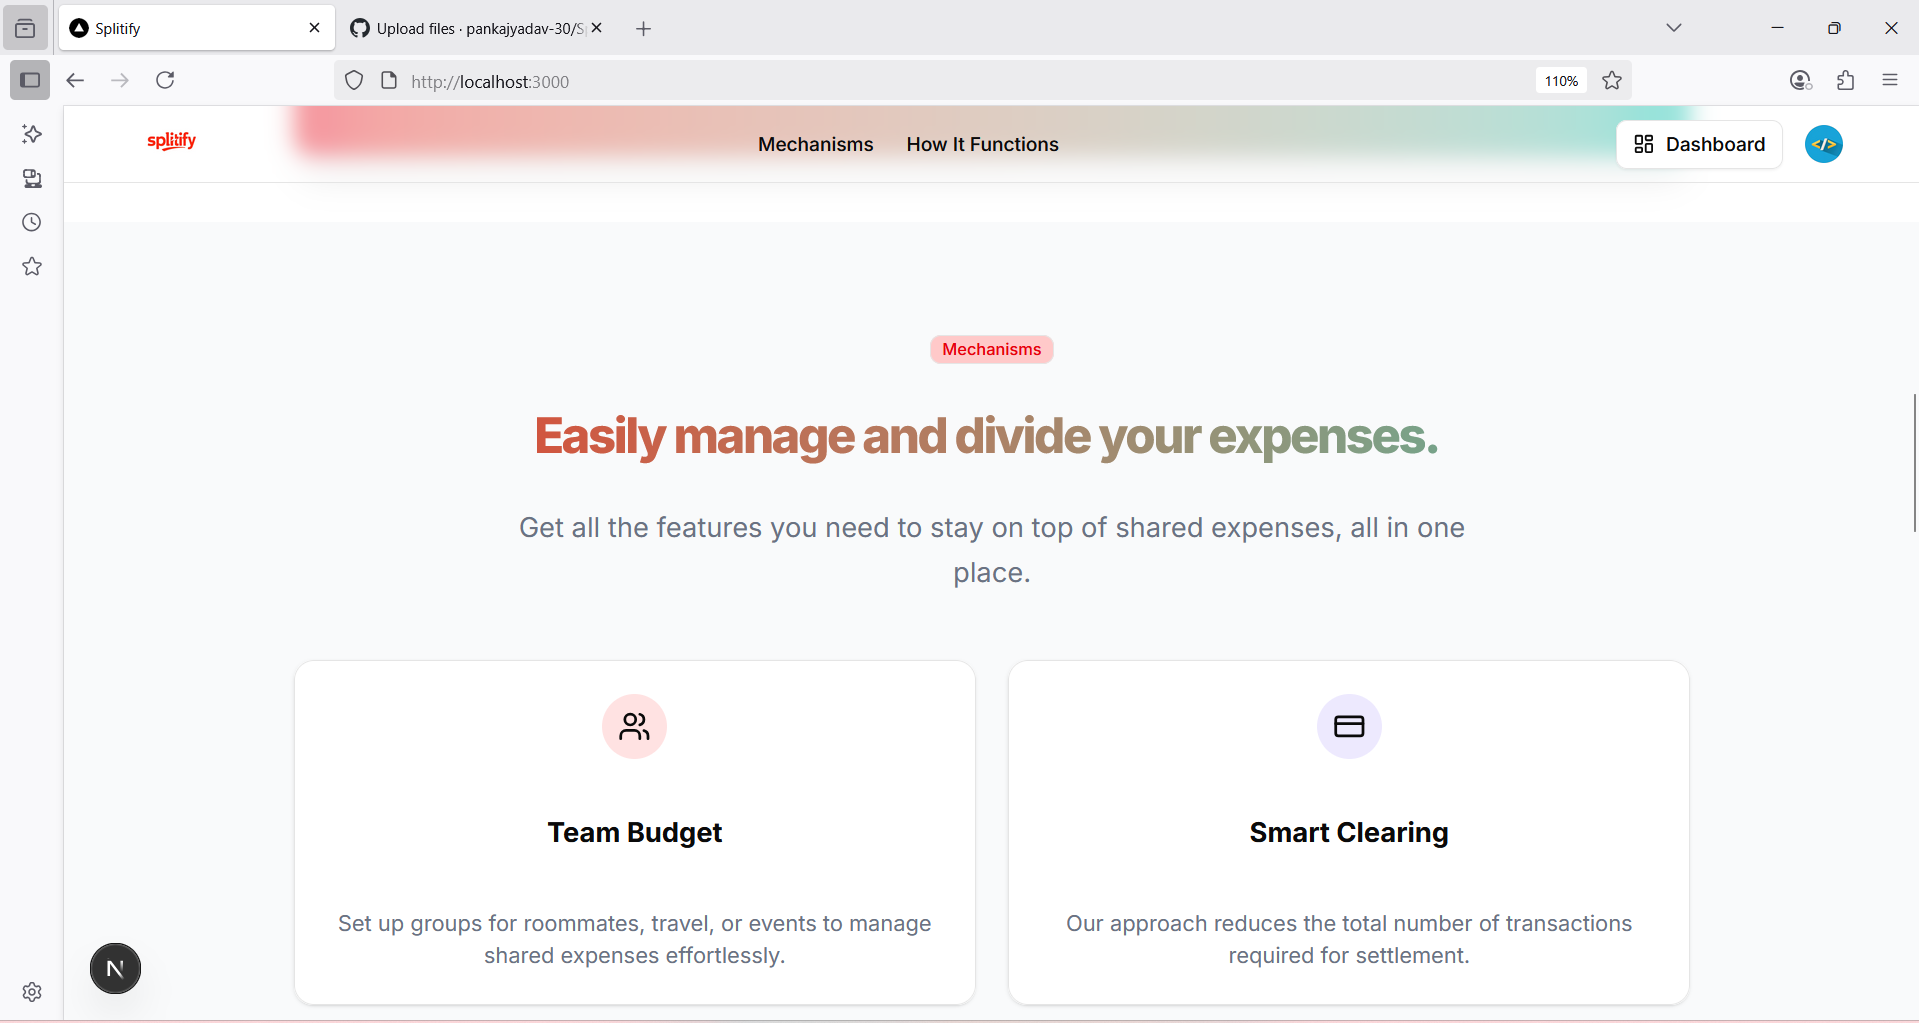 Splitify
Upload files · pankajyadav-30/S
http://localhost:3000
110%
splitify
Mechanisms
How It Functions
Dashboard
</>
Mechanisms
Easily manage and divide your expenses.
Get all the features you need to stay on top of shared expenses, all in one
place.
Team Budget
Smart Clearing
Set up groups for roommates, travel, or events to manage
shared expenses effortlessly.
Our approach reduces the total number of transactions
required for settlement.
N